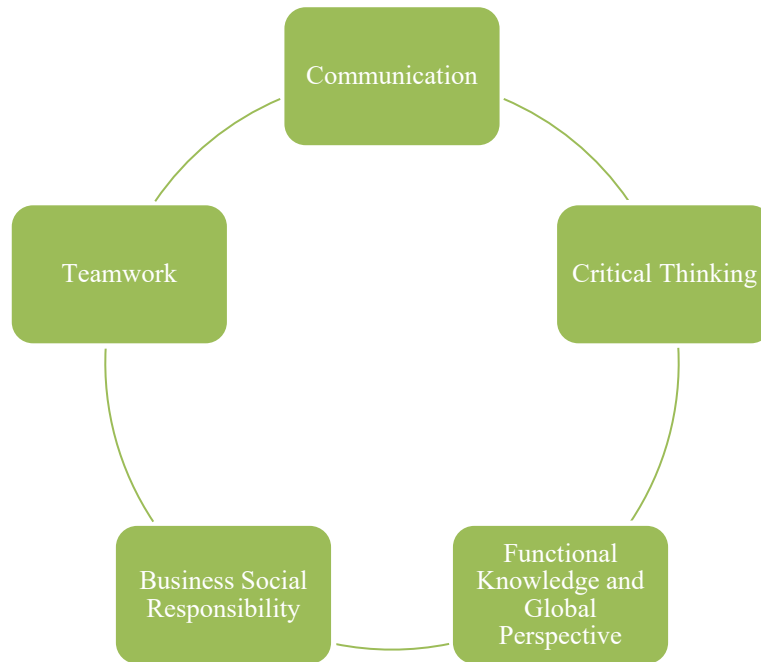 Communication
Critical Thinking
Functional
Knowledge and
Global
Perspective
Business Social
Responsibility
Teamwork